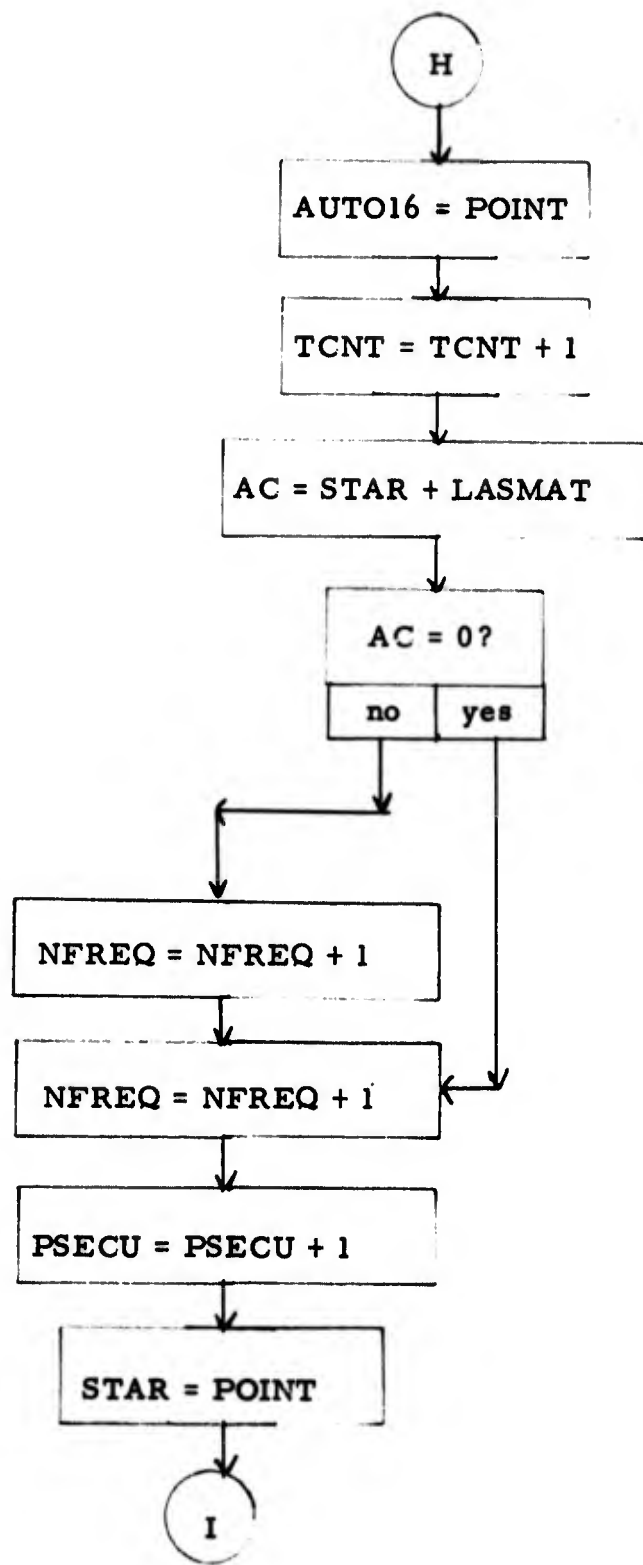 H
AUTO16 = POINT
TCNT = TCNT + 1
AC = STAR + LASMAT
AC = 0?
no yes
NFREQ = NFREQ + 1
NFREQ = NFREQ + 1
PSECU = PSECU + 1
STAR = POINT
I